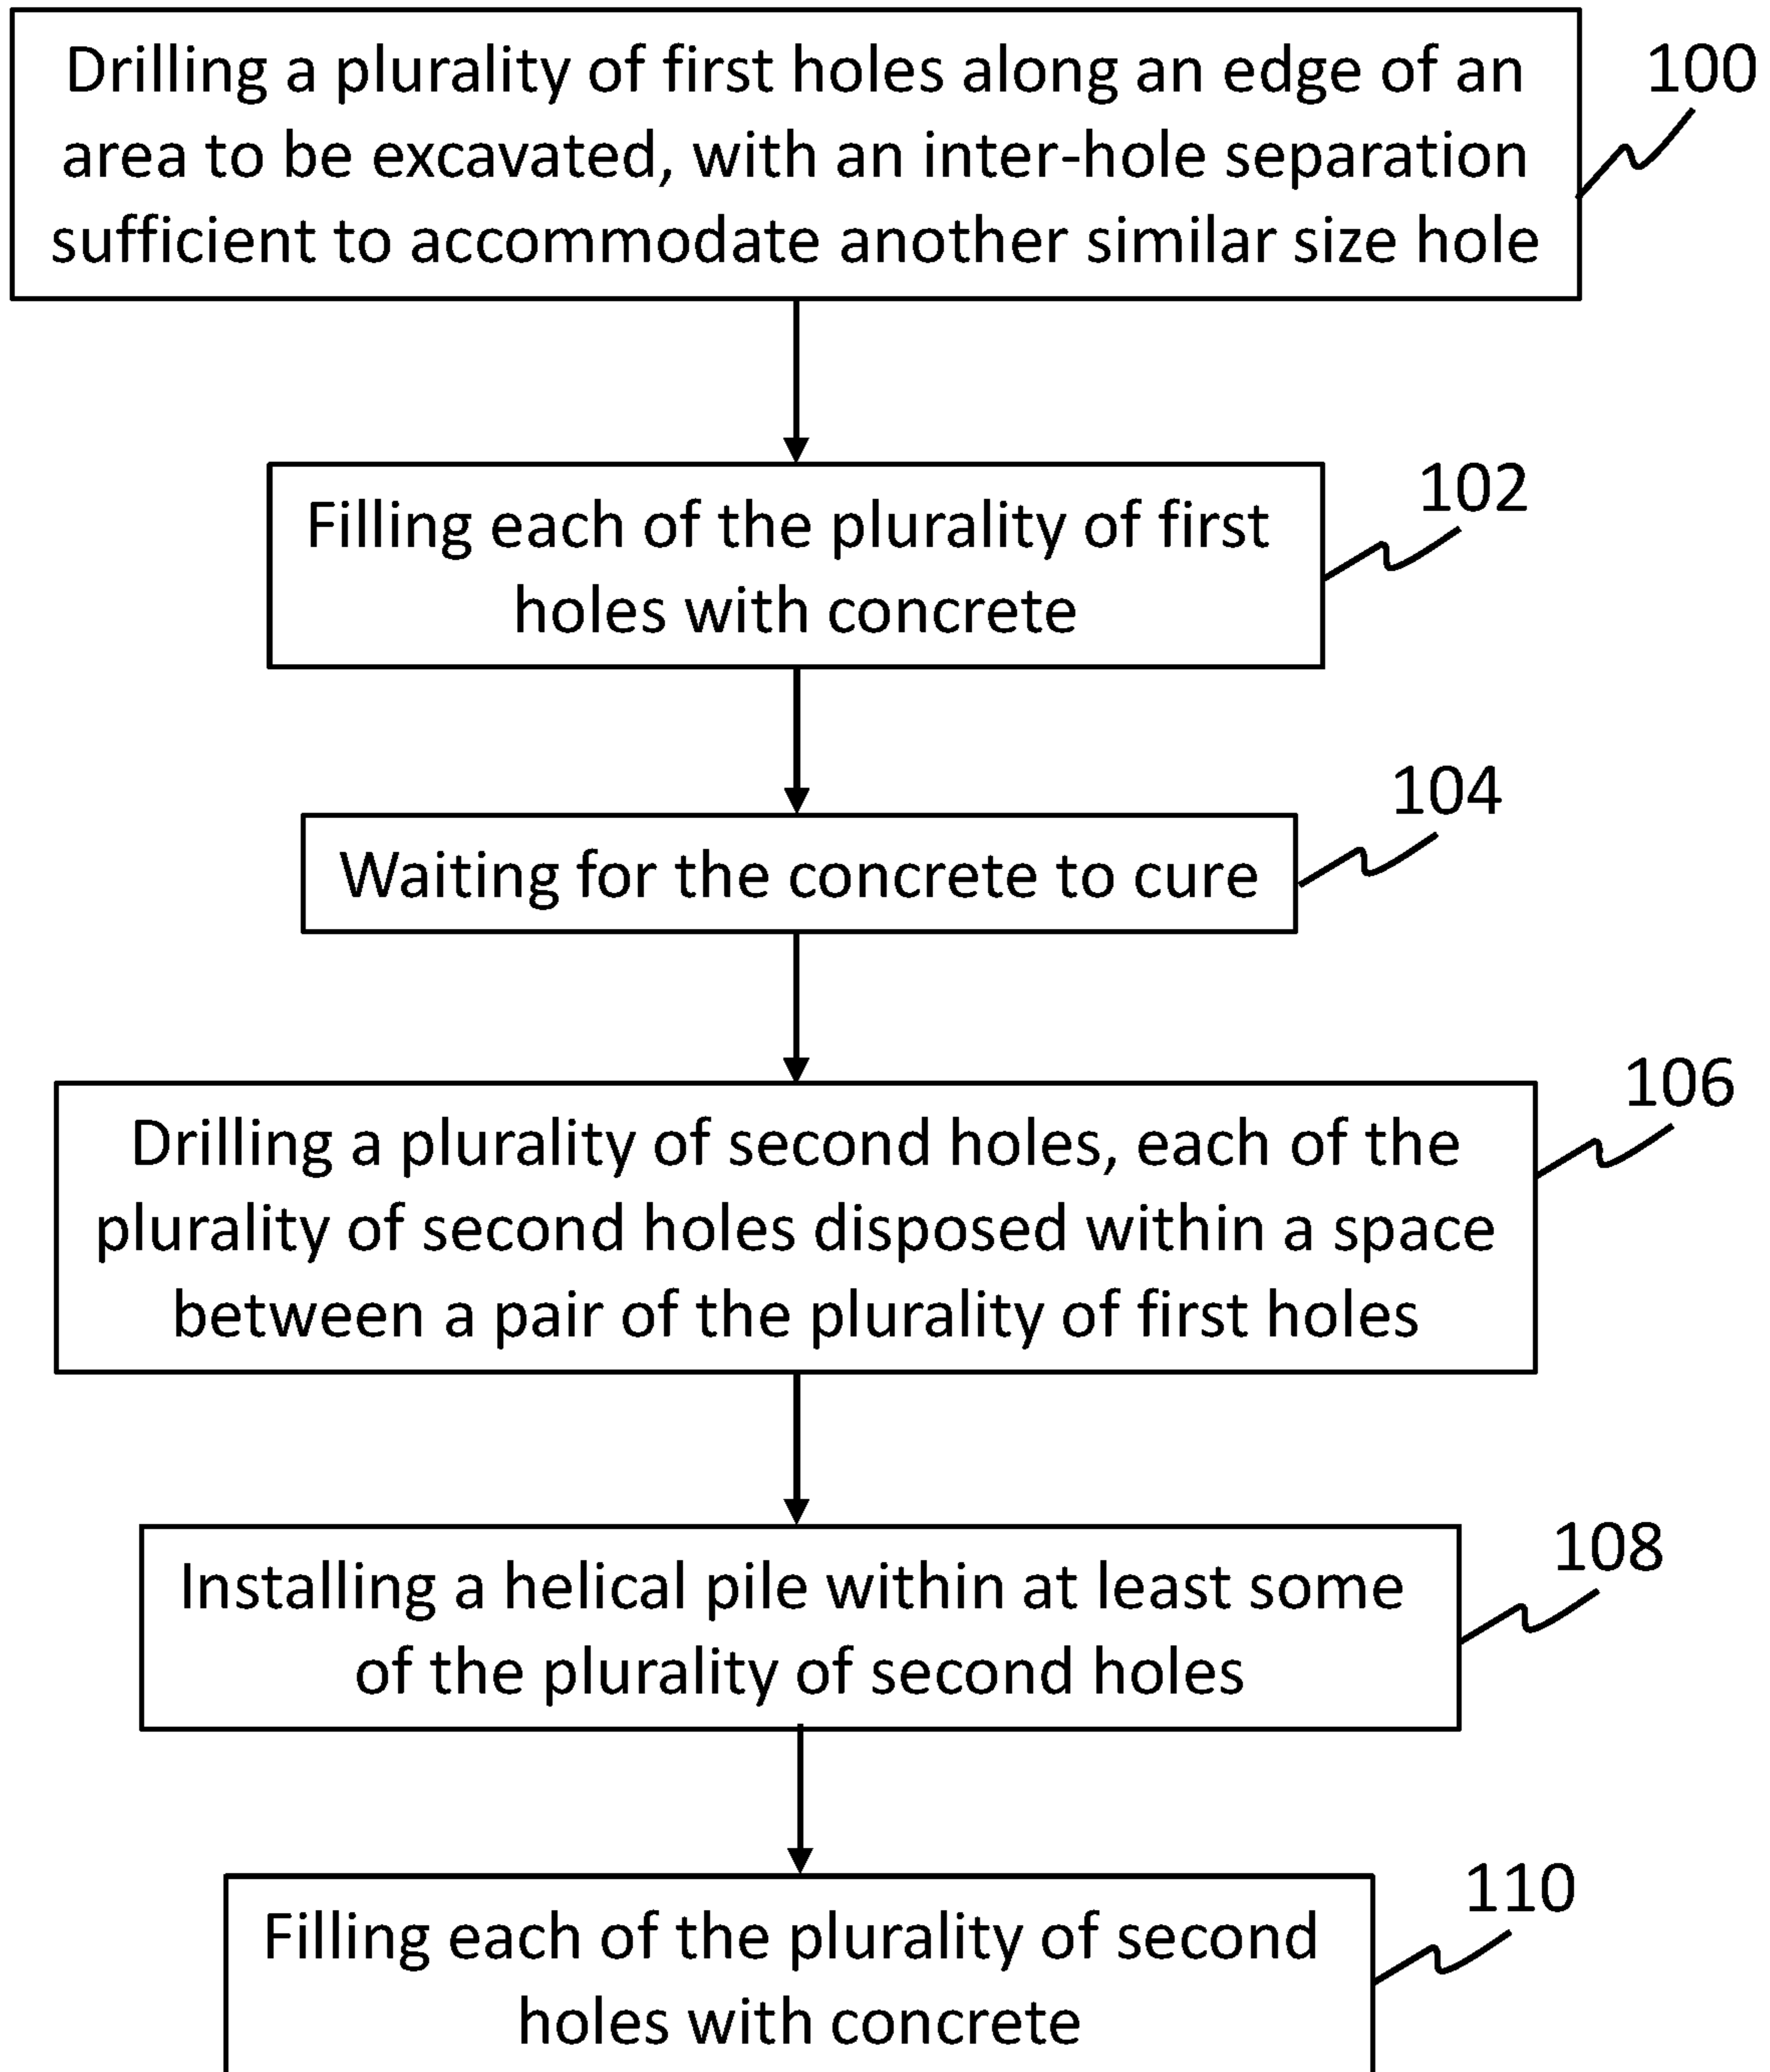 Drilling a plurality of first holes along an edge of an
area to be excavated, with an inter-hole separation
sufficient to accommodate another similar size hole
100
Filling each of the plurality of first
holes with concrete
102
Waiting for the concrete to cure
104
Drilling a plurality of second holes, each of the
plurality of second holes disposed within a space
between a pair of the plurality of first holes
106
Installing a helical pile within at least some
of the plurality of second holes
108
Filling each of the plurality of second
holes with concrete
110